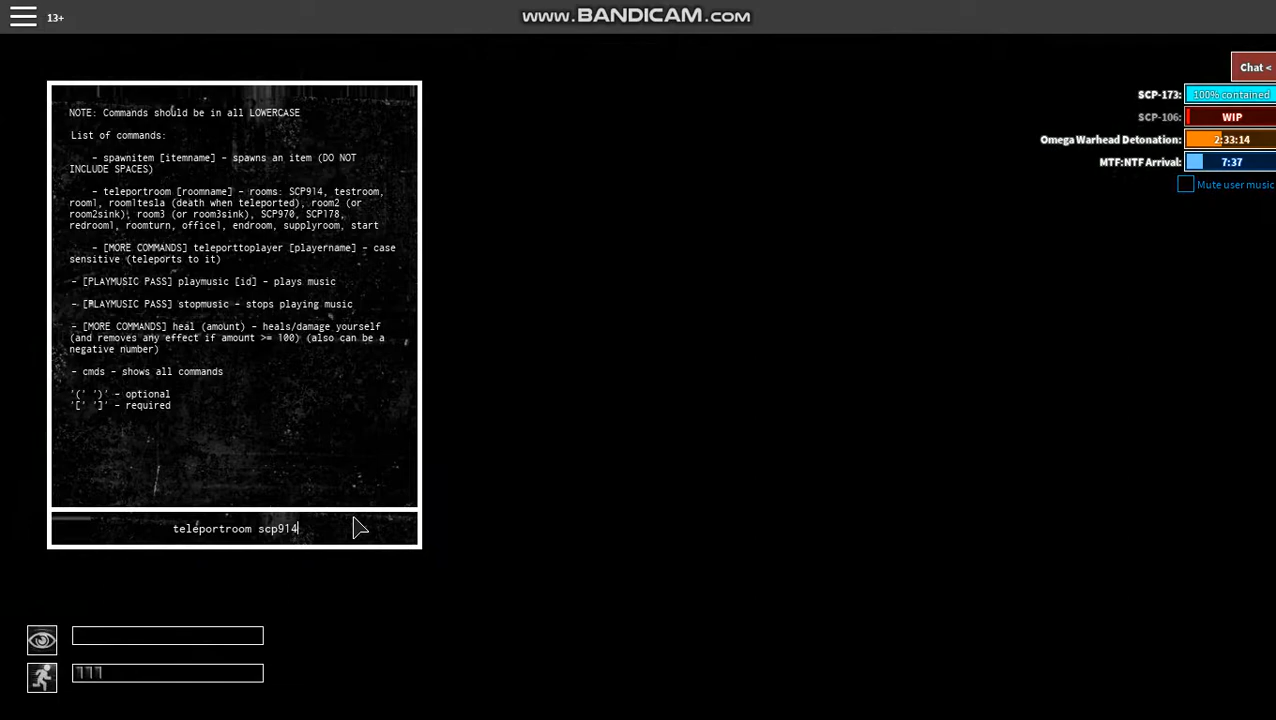 13+
www.BANDICAM.com
Chat <
SCP-173: 100% contained
SCP-106: WIP
Omega Warhead Detonation: 2:33:14
MTF:NTF Arrival: 7:37
Mute user music
NOTE: Commands should be in all LOWERCASE
List of commands:
- spawnitem [itemname] - spawns an item (DO NOT
INCLUDE SPACES)
- teleportroom [roomname] - rooms: SCP914, testroom,
room1, room1tesla (death when teleported), room2 (or
room2sink), room3 (or room3sink), SCP970, SCP178,
redroom1, roomturn, office1, endroom, supplyroom, start
- [MORE COMMANDS] teleporttoplayer [playername] - case
sensitive (teleports to it)
- [PLAYMUSIC PASS] playmusic [id] - plays music
- [PLAYMUSIC PASS] stopmusic - stops playing music
- [MORE COMMANDS] heal (amount) - heals/damage yourself
(and removes any effect if amount >= 100) (also can be a
negative number)
- cmds - shows all commands
'(' ')' - optional
'[' ']' - required
teleportroom scp914